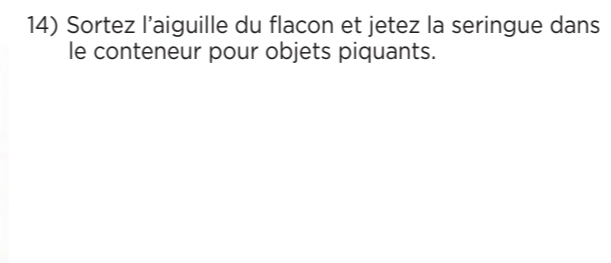 14) Sortez l’aiguille du flacon et jetez la seringue dans
le conteneur pour objets piquants.